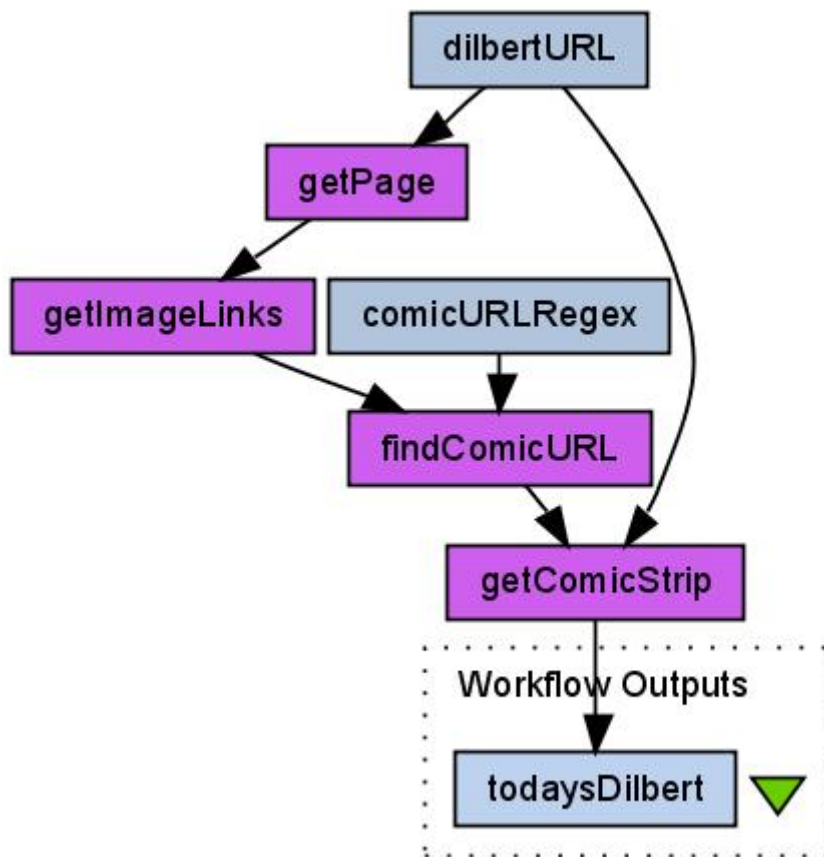 dilbertURL
getPage
getImageLinks
comicURLRegex
findComicURL
getComicStrip
Workflow Outputs
todaysDilbert